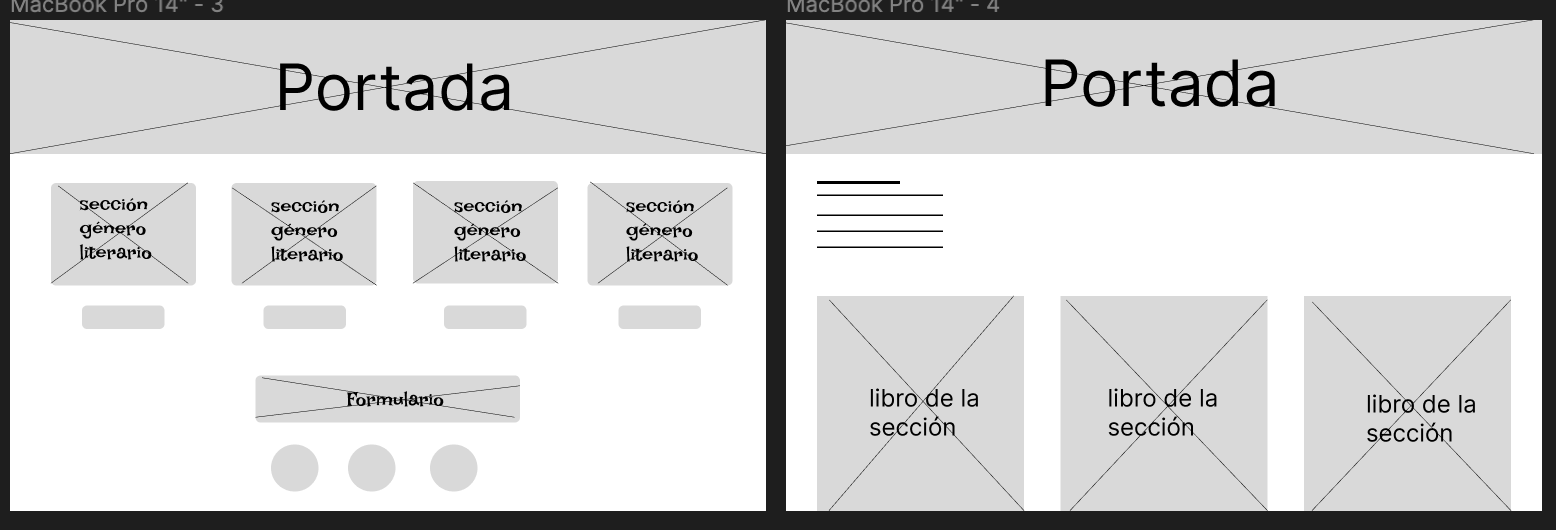 MacBook Pro 14" - 3
MacBook Pro 14" - 4
Portada
Portada
sección
género
literario
sección
género
literario
sección
género
literario
sección
género
literario
Formulario
libro de la
sección
libro de la
sección
libro de la
sección